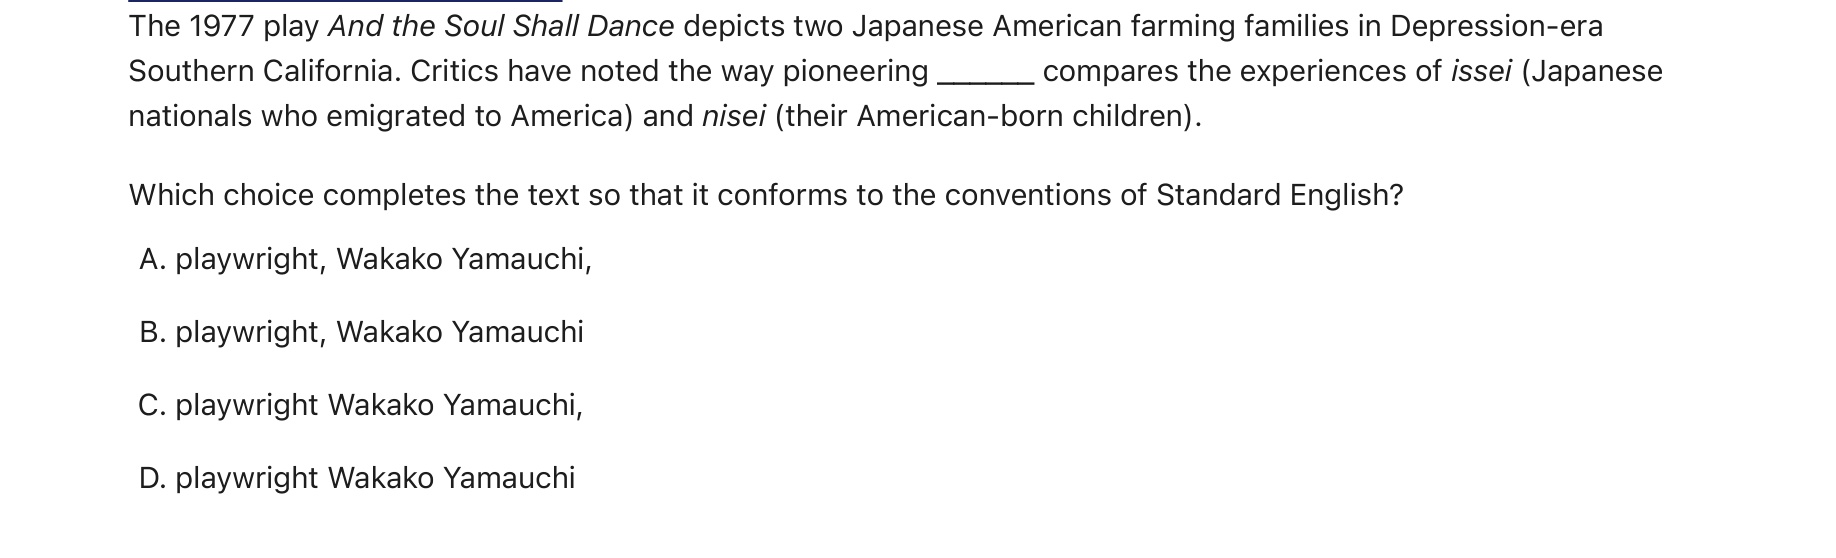 The 1977 play And the Soul Shall Dance depicts two Japanese American farming families in Depression-era
Southern California. Critics have noted the way pioneering ______ compares the experiences of issei (Japanese
nationals who emigrated to America) and nisei (their American-born children).
Which choice completes the text so that it conforms to the conventions of Standard English?
A. playwright, Wakako Yamauchi,
B. playwright, Wakako Yamauchi
C. playwright Wakako Yamauchi,
D. playwright Wakako Yamauchi